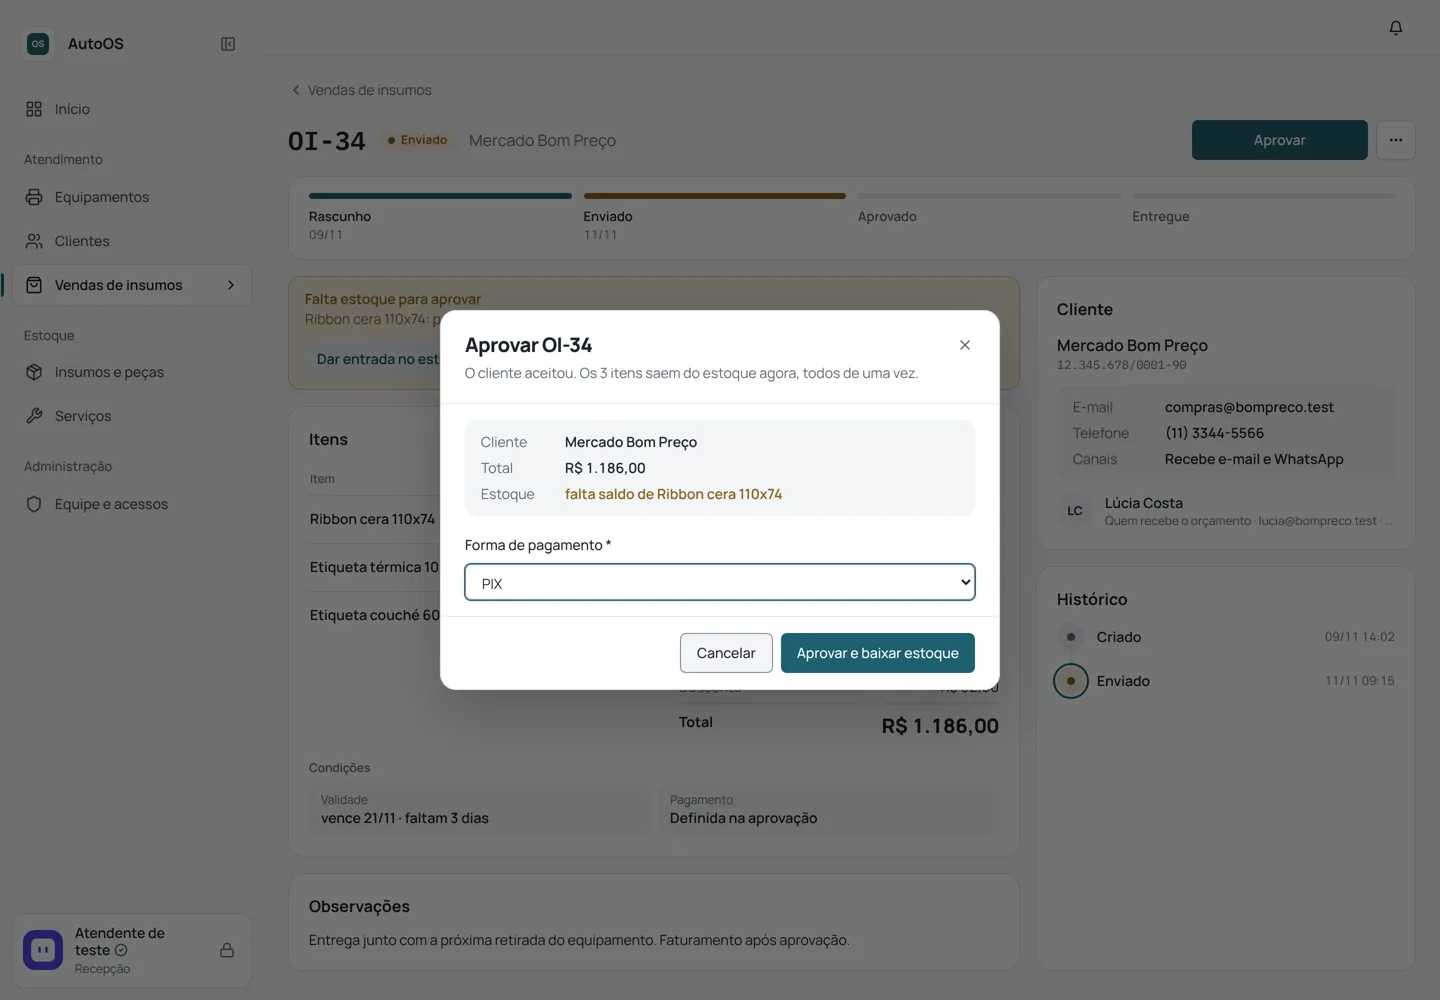 OS
AutoOS
Início
Atendimento
Equipamentos
Clientes
Vendas de insumos
Estoque
Insumos e peças
Serviços
Administração
Equipe e acessos
Atendente de
teste
Recepção
Vendas de insumos
OI-34
Enviado
Mercado Bom Preço
Aprovar
Rascunho
09/11
Enviado
11/11
Aprovado
Entregue
Falta estoque para aprovar
Ribbon cera 110x74:
Dar entrada no
Itens
Item
Ribbon cera 110x74
Etiqueta térmica
Etiqueta couché
Aprovar OI-34
O cliente aceitou. Os 3 itens saem do estoque agora, todos de uma vez.
Cliente Mercado Bom Preço
Total R$ 1.186,00
Estoque falta saldo de Ribbon cera 110x74
Forma de pagamento *
PIX
Cancelar
Aprovar e baixar estoque
Total R$ 1.186,00
Condições
Validade
vence 21/11 · faltam 3 dias
Pagamento
Definida na aprovação
Observações
Entrega junto com a próxima retirada do equipamento. Faturamento após aprovação.
Cliente
Mercado Bom Preço
12.345.678/0001-90
E-mail compras@bompreco.test
Telefone (11) 3344-5566
Canais Recebe e-mail e WhatsApp
LC
Lúcia Costa
Quem recebe o orçamento · lucia@bompreco.test · ...
Histórico
Criado 09/11 14:02
Enviado 11/11 09:15